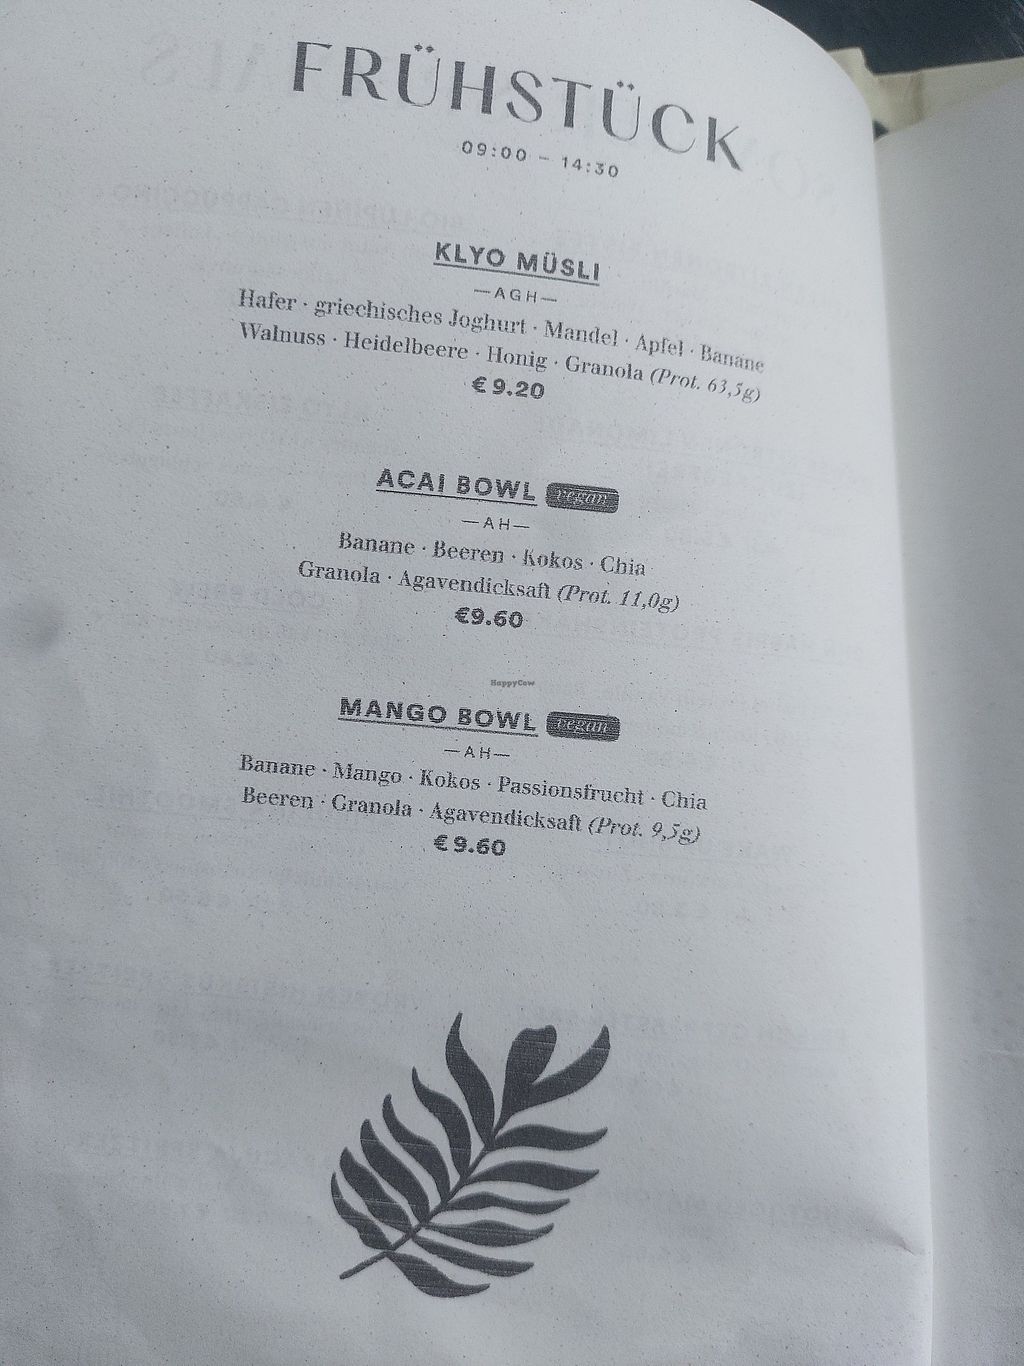 FRÜHSTÜCK
09:00 – 14:30
KLYO MÜSLI
—AGH—
Hafer · griechisches Joghurt · Mandel · Apfel · Banane
Walnuss · Heidelbeere · Honig · Granola (Prot. 63,5g)
€ 9.20
ACAI BOWL vegan
—AH—
Banane · Beeren · Kokos · Chia
Granola · Agavendicksaft (Prot. 11,0g)
€9.60
HappyCow
MANGO BOWL vegan
—AH—
Banane · Mango · Kokos · Passionsfrucht · Chia
Beeren · Granola · Agavendicksaft (Prot. 9,5g)
€ 9.60